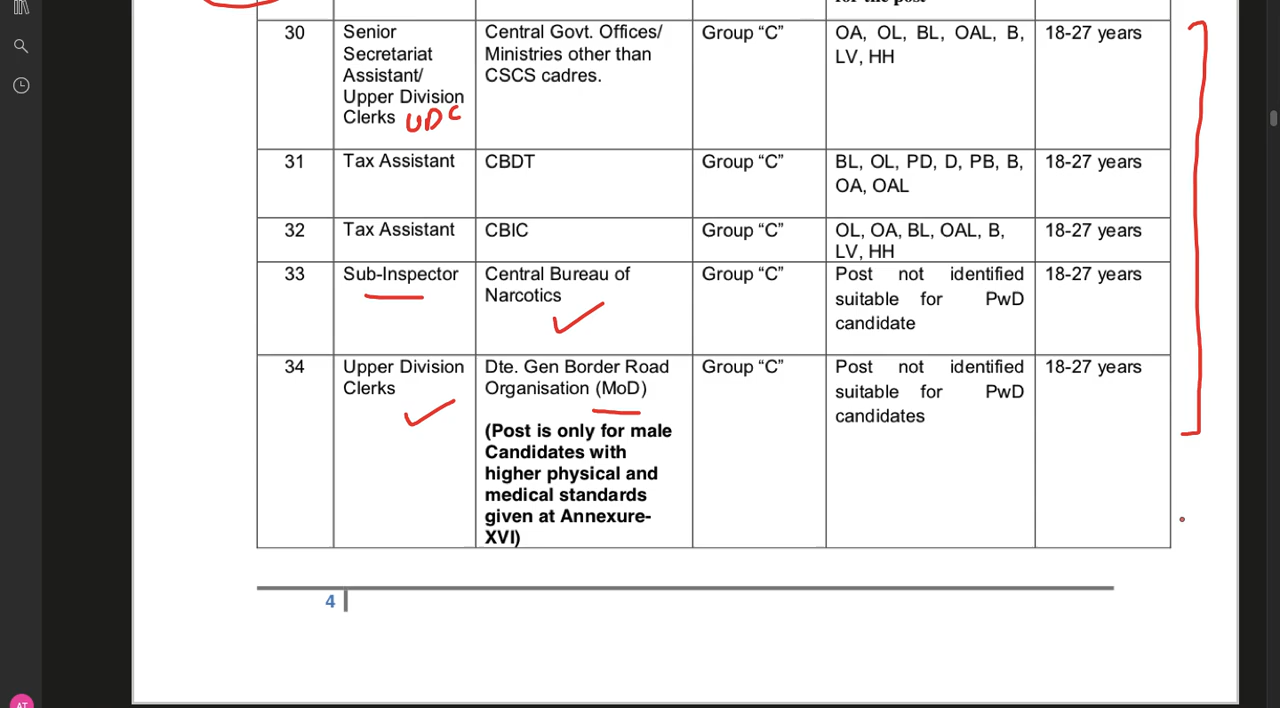 for the post
30 Senior Central Govt. Offices/ Group “C” OA, OL, BL, OAL, B, 18-27 years
Secretariat Ministries other than LV, HH
Assistant/ CSCS cadres.
Upper Division
Clerks UDC
31 Tax Assistant CBDT Group “C” BL, OL, PD, D, PB, B, 18-27 years
OA, OAL
32 Tax Assistant CBIC Group “C” OL, OA, BL, OAL, B, 18-27 years
LV, HH
33 Sub-Inspector Central Bureau of Group “C” Post not identified 18-27 years
Narcotics suitable for PwD
candidate
34 Upper Division Dte. Gen Border Road Group “C” Post not identified 18-27 years
Clerks Organisation (MoD) suitable for PwD
candidates
(Post is only for male
Candidates with
higher physical and
medical standards
given at Annexure-
XVI)
4
AT